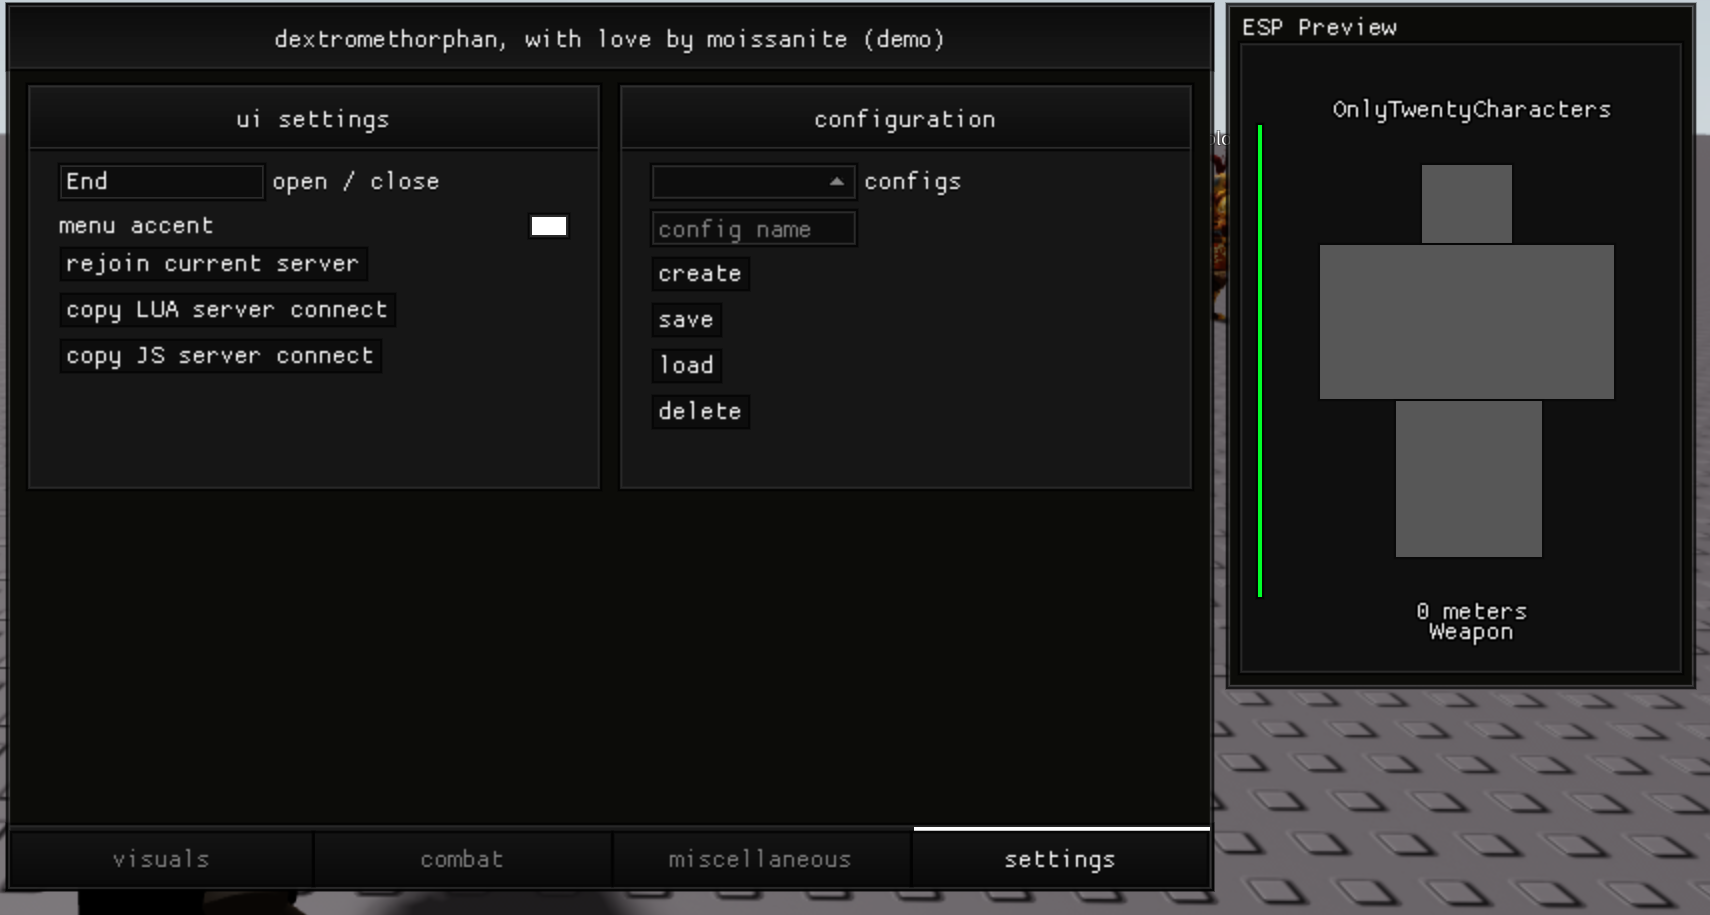 dextromethorphan, with love by moissanite (demo)
ui settings
End open / close
menu accent
rejoin current server
copy LUA server connect
copy JS server connect
configuration
configs
config name
create
save
load
delete
visuals
combat
miscellaneous
settings
ESP Preview
OnlyTwentyCharacters
0 meters
Weapon